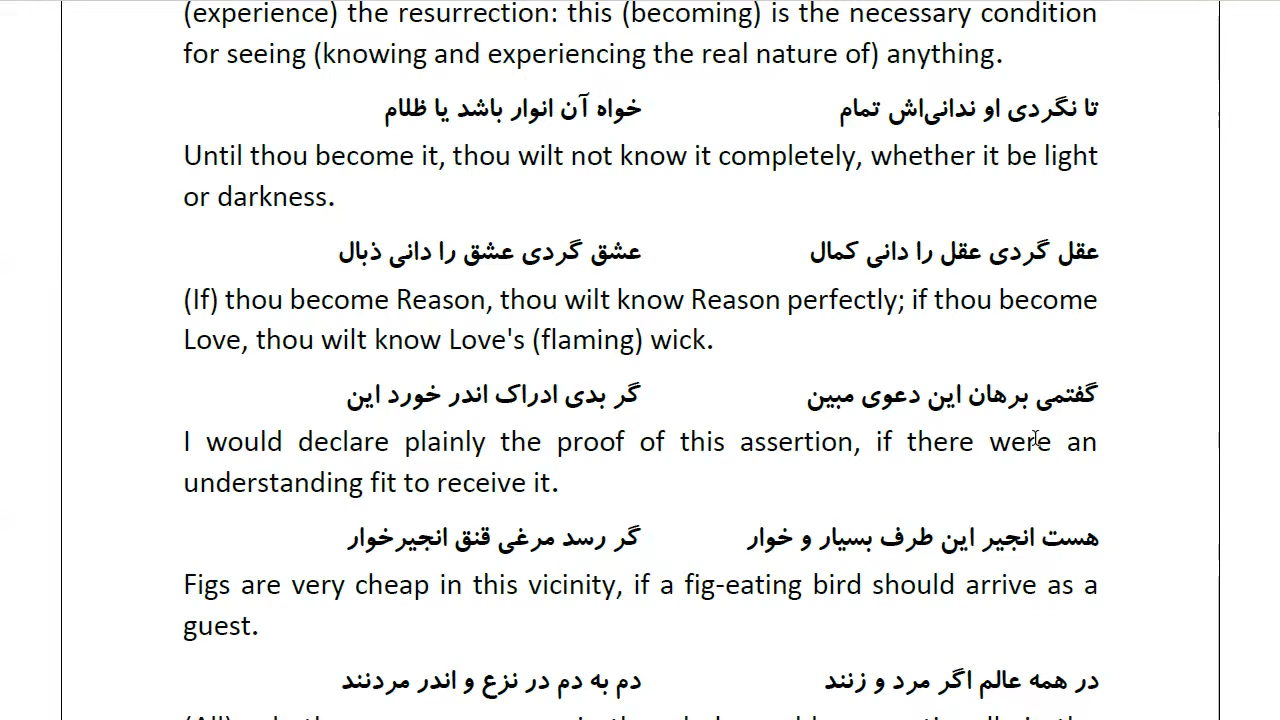 (experience) the resurrection: this (becoming) is the necessary condition
for seeing (knowing and experiencing the real nature of) anything.
تا نگردی او ندانی‌اش تمام خواه آن انوار باشد یا ظلام
Until thou become it, thou wilt not know it completely, whether it be light
or darkness.
عقل گردی عقل را دانی کمال عشق گردی عشق را دانی ذبال
(If) thou become Reason, thou wilt know Reason perfectly; if thou become
Love, thou wilt know Love's (flaming) wick.
گفتمی برهان این دعوی مبین گر بدی ادراک اندر خورد این
I would declare plainly the proof of this assertion, if there were an
understanding fit to receive it.
هست انجیر این طرف بسیار و خوار گر رسد مرغی قنق انجیرخوار
Figs are very cheap in this vicinity, if a fig-eating bird should arrive as a
guest.
در همه عالم اگر مرد و زنند دم به دم در نزع و اندر مردنند